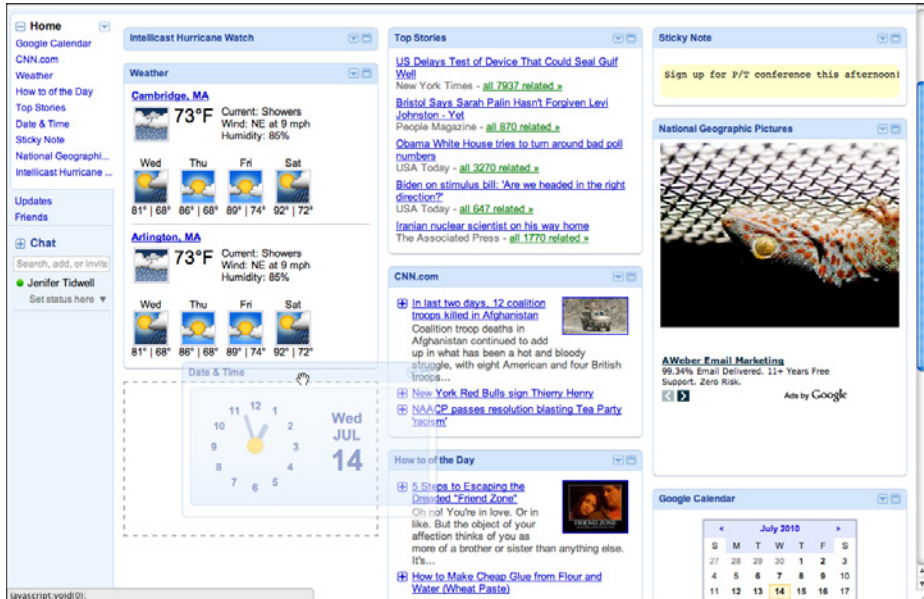 Home
Google Calendar
CNN.com
Weather
How to of the Day
Top Stories
Date & Time
Sticky Note
National Geographi...
Intellicast Hurricane ...
Updates
Friends
Chat
Search, add, or invite
Jenifer Tidwell
Set status here
Intellicast Hurricane Watch
Weather
Cambridge, MA
73°F
Current: Showers
Wind: NE at 9 mph
Humidity: 85%
Wed Thu Fri Sat
81° | 68° 86° | 68° 89° | 74° 92° | 72°
Arlington, MA
73°F
Current: Showers
Wind: NE at 9 mph
Humidity: 85%
Wed Thu Fri Sat
81° | 68° 86° | 68° 89° | 74° 92° | 72°
Date & Time
12 1 2 3 4 5 6 7 8 9 10 11
Wed
JUL
14
Top Stories
US Delays Test of Device That Could Seal Gulf
Well
New York Times - all 7937 related »
Bristol Says Sarah Palin Hasn't Forgiven Levi
Johnston - Yet
People Magazine - all 870 related »
Obama White House tries to turn around bad poll
numbers
USA Today - all 3270 related »
Biden on stimulus bill: 'Are we headed in the right
direction?'
USA Today - all 647 related »
Iranian nuclear scientist on his way home
The Associated Press - all 1770 related »
CNN.com
In last two days, 12 coalition
troops killed in Afghanistan
Coalition troop deaths in
Afghanistan continued to add
up in what has been a hot and bloody
struggle, with eight American and four British
troops...
New York Red Bulls sign Thierry Henry
NAACP passes resolution blasting Tea Party
'racism'
How to of the Day
5 Steps to Escaping the
Dreaded "Friend Zone"
Oh no! You're in love. Or in
like. But the object of your
affection thinks of you as
more of a brother or sister than anything else.
It's...
FRIEND ZONE
How to Make Cheap Glue from Flour and
Water (Wheat Paste)
Sticky Note
Sign up for P/T conference this afternoon!
National Geographic Pictures
AWeber Email Marketing
99.34% Email Delivered. 11+ Years Free
Support. Zero Risk.
Ads by Google
Google Calendar
« July 2010 »
S M T W T F S
27 28 29 30 1 2 3
4 5 6 7 8 9 10
11 12 13 14 15 16 17
javascript:void(0);